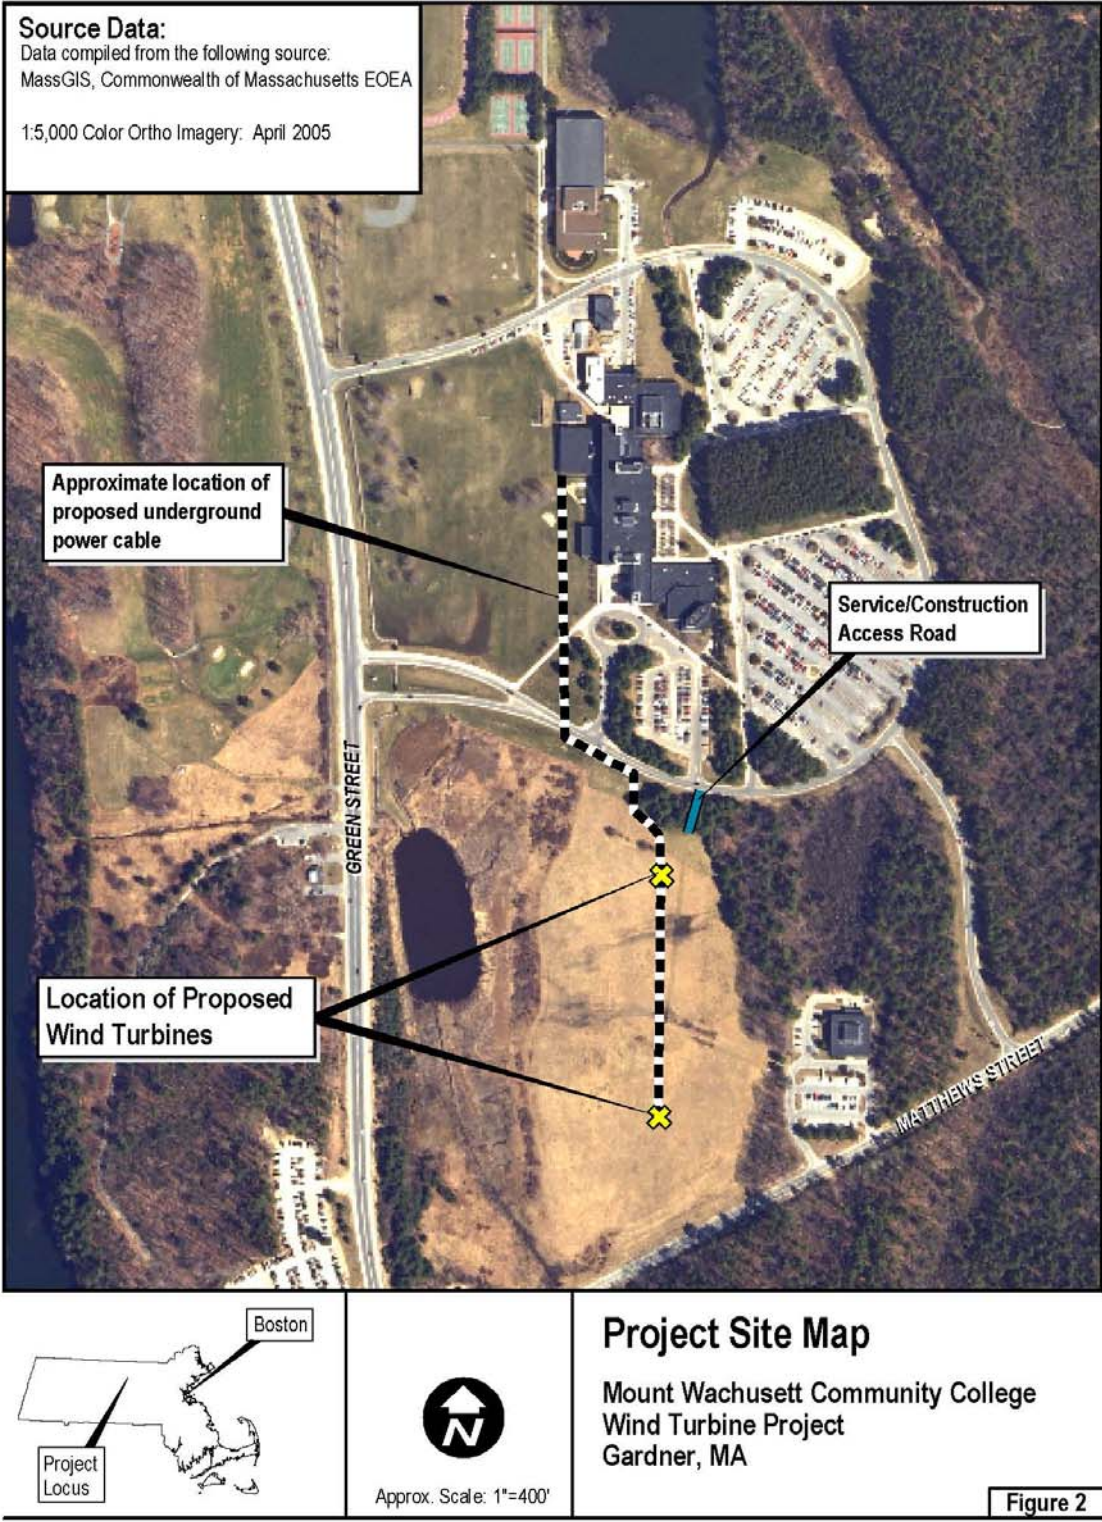 Source Data:
Data compiled from the following source:
MassGIS, Commonwealth of Massachusetts EOEA
1:5,000 Color Ortho Imagery: April 2005
Approximate location of
proposed underground
power cable
Service/Construction
Access Road
GREEN STREET
Location of Proposed
Wind Turbines
MATTHEWS STREET
Boston
Project
Locus
N
Approx. Scale: 1"=400'
Project Site Map
Mount Wachusett Community College
Wind Turbine Project
Gardner, MA
Figure 2